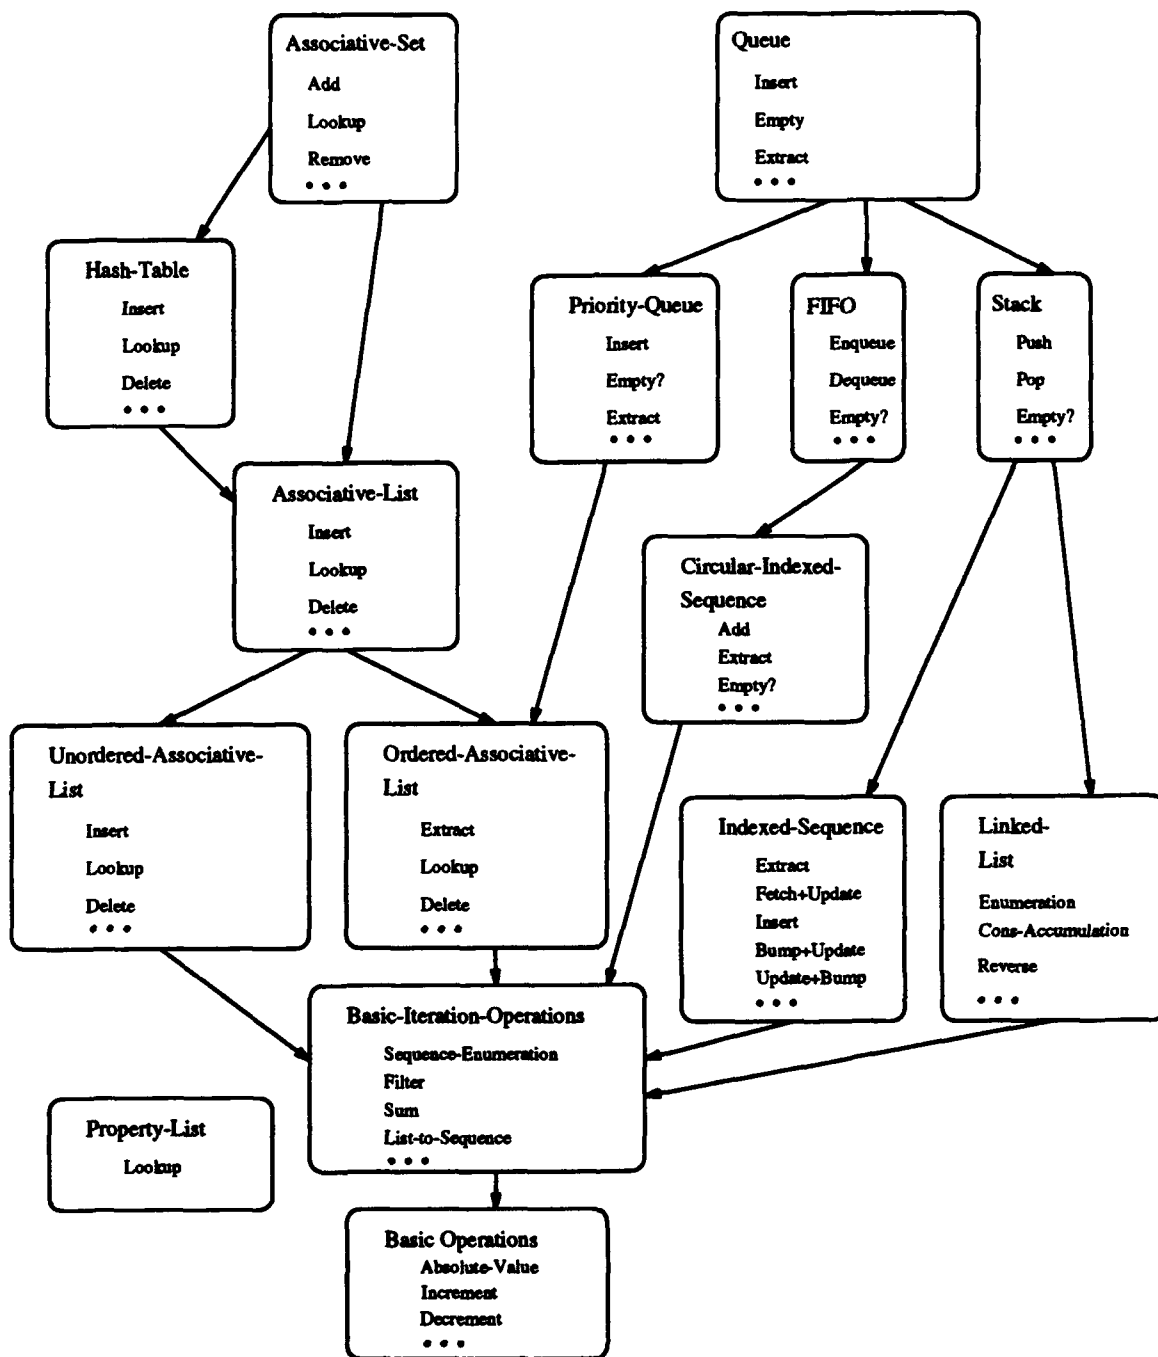 Associative-Set
Add
Lookup
Remove
• • •
Queue
Insert
Empty
Extract
• • •
Hash-Table
Insert
Lookup
Delete
• • •
Priority-Queue
Insert
Empty?
Extract
• • •
FIFO
Enqueue
Dequeue
Empty?
• • •
Stack
Push
Pop
Empty?
• • •
Associative-List
Insert
Lookup
Delete
• • •
Circular-Indexed-
Sequence
Add
Extract
Empty?
• • •
Unordered-Associative-
List
Insert
Lookup
Delete
• • •
Ordered-Associative-
List
Extract
Lookup
Delete
• • •
Indexed-Sequence
Extract
Fetch+Update
Insert
Bump+Update
Update+Bump
• • •
Linked-
List
Enumeration
Cons-Accumulation
Reverse
• • •
Basic-Iteration-Operations
Sequence-Enumeration
Filter
Sum
List-to-Sequence
• • •
Property-List
Lookup
Basic Operations
Absolute-Value
Increment
Decrement
• • •